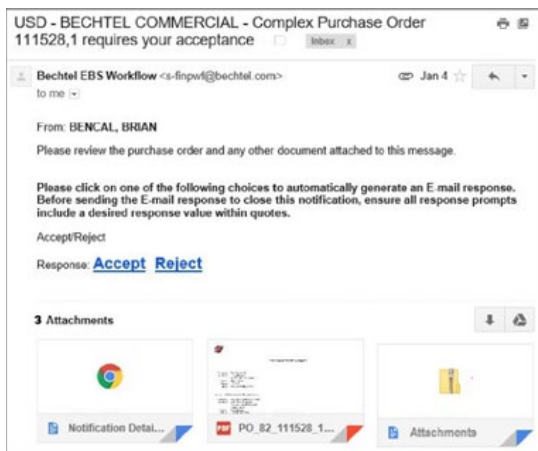 USD - BECHTEL COMMERCIAL - Complex Purchase Order
111528,1 requires your acceptance
Inbox x
Bechtel EBS Workflow <s-finpwf@bechtel.com>
Jan 4
to me
From: BENCAL, BRIAN
Please review the purchase order and any other document attached to this message.
Please click on one of the following choices to automatically generate an E-mail response.
Before sending the E-mail response to close this notification, ensure all response prompts
include a desired response value within quotes.
Accept/Reject
Response: Accept Reject
3 Attachments
Notification Detai...
PDF PO_82_111528_1...
Attachments